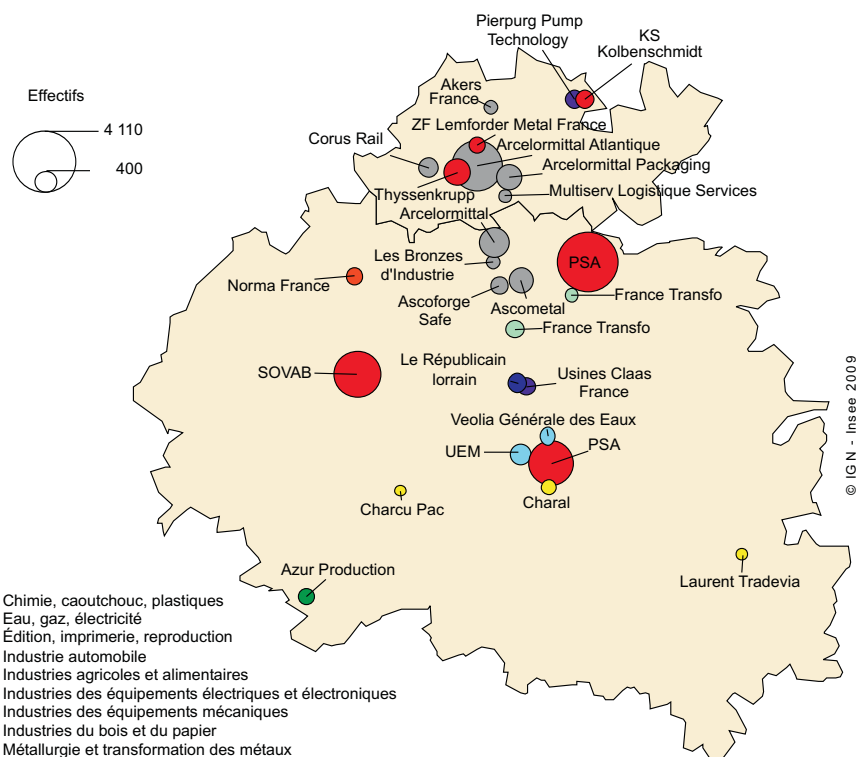 Pierpurg Pump
Technology
KS
Kolbenschmidt
Effectifs
4 110
400
Akers
France
ZF Lemforder Metal France
Corus Rail
Arcelormittal Atlantique
Arcelormittal Packaging
Thyssenkrupp
Multiserv Logistique Services
Arcelormittal
Les Bronzes
d'Industrie
PSA
Norma France
Ascoforge
Safe
Ascometal
France Transfo
France Transfo
SOVAB
Le Républicain
lorrain
Usines Claas
France
Veolia Générale des Eaux
UEM
PSA
Charcu Pac
Charal
Azur Production
Laurent Tradevia
© IGN - Insee 2009
Chimie, caoutchouc, plastiques
Eau, gaz, électricité
Édition, imprimerie, reproduction
Industrie automobile
Industries agricoles et alimentaires
Industries des équipements électriques et électroniques
Industries des équipements mécaniques
Industries du bois et du papier
Métallurgie et transformation des métaux